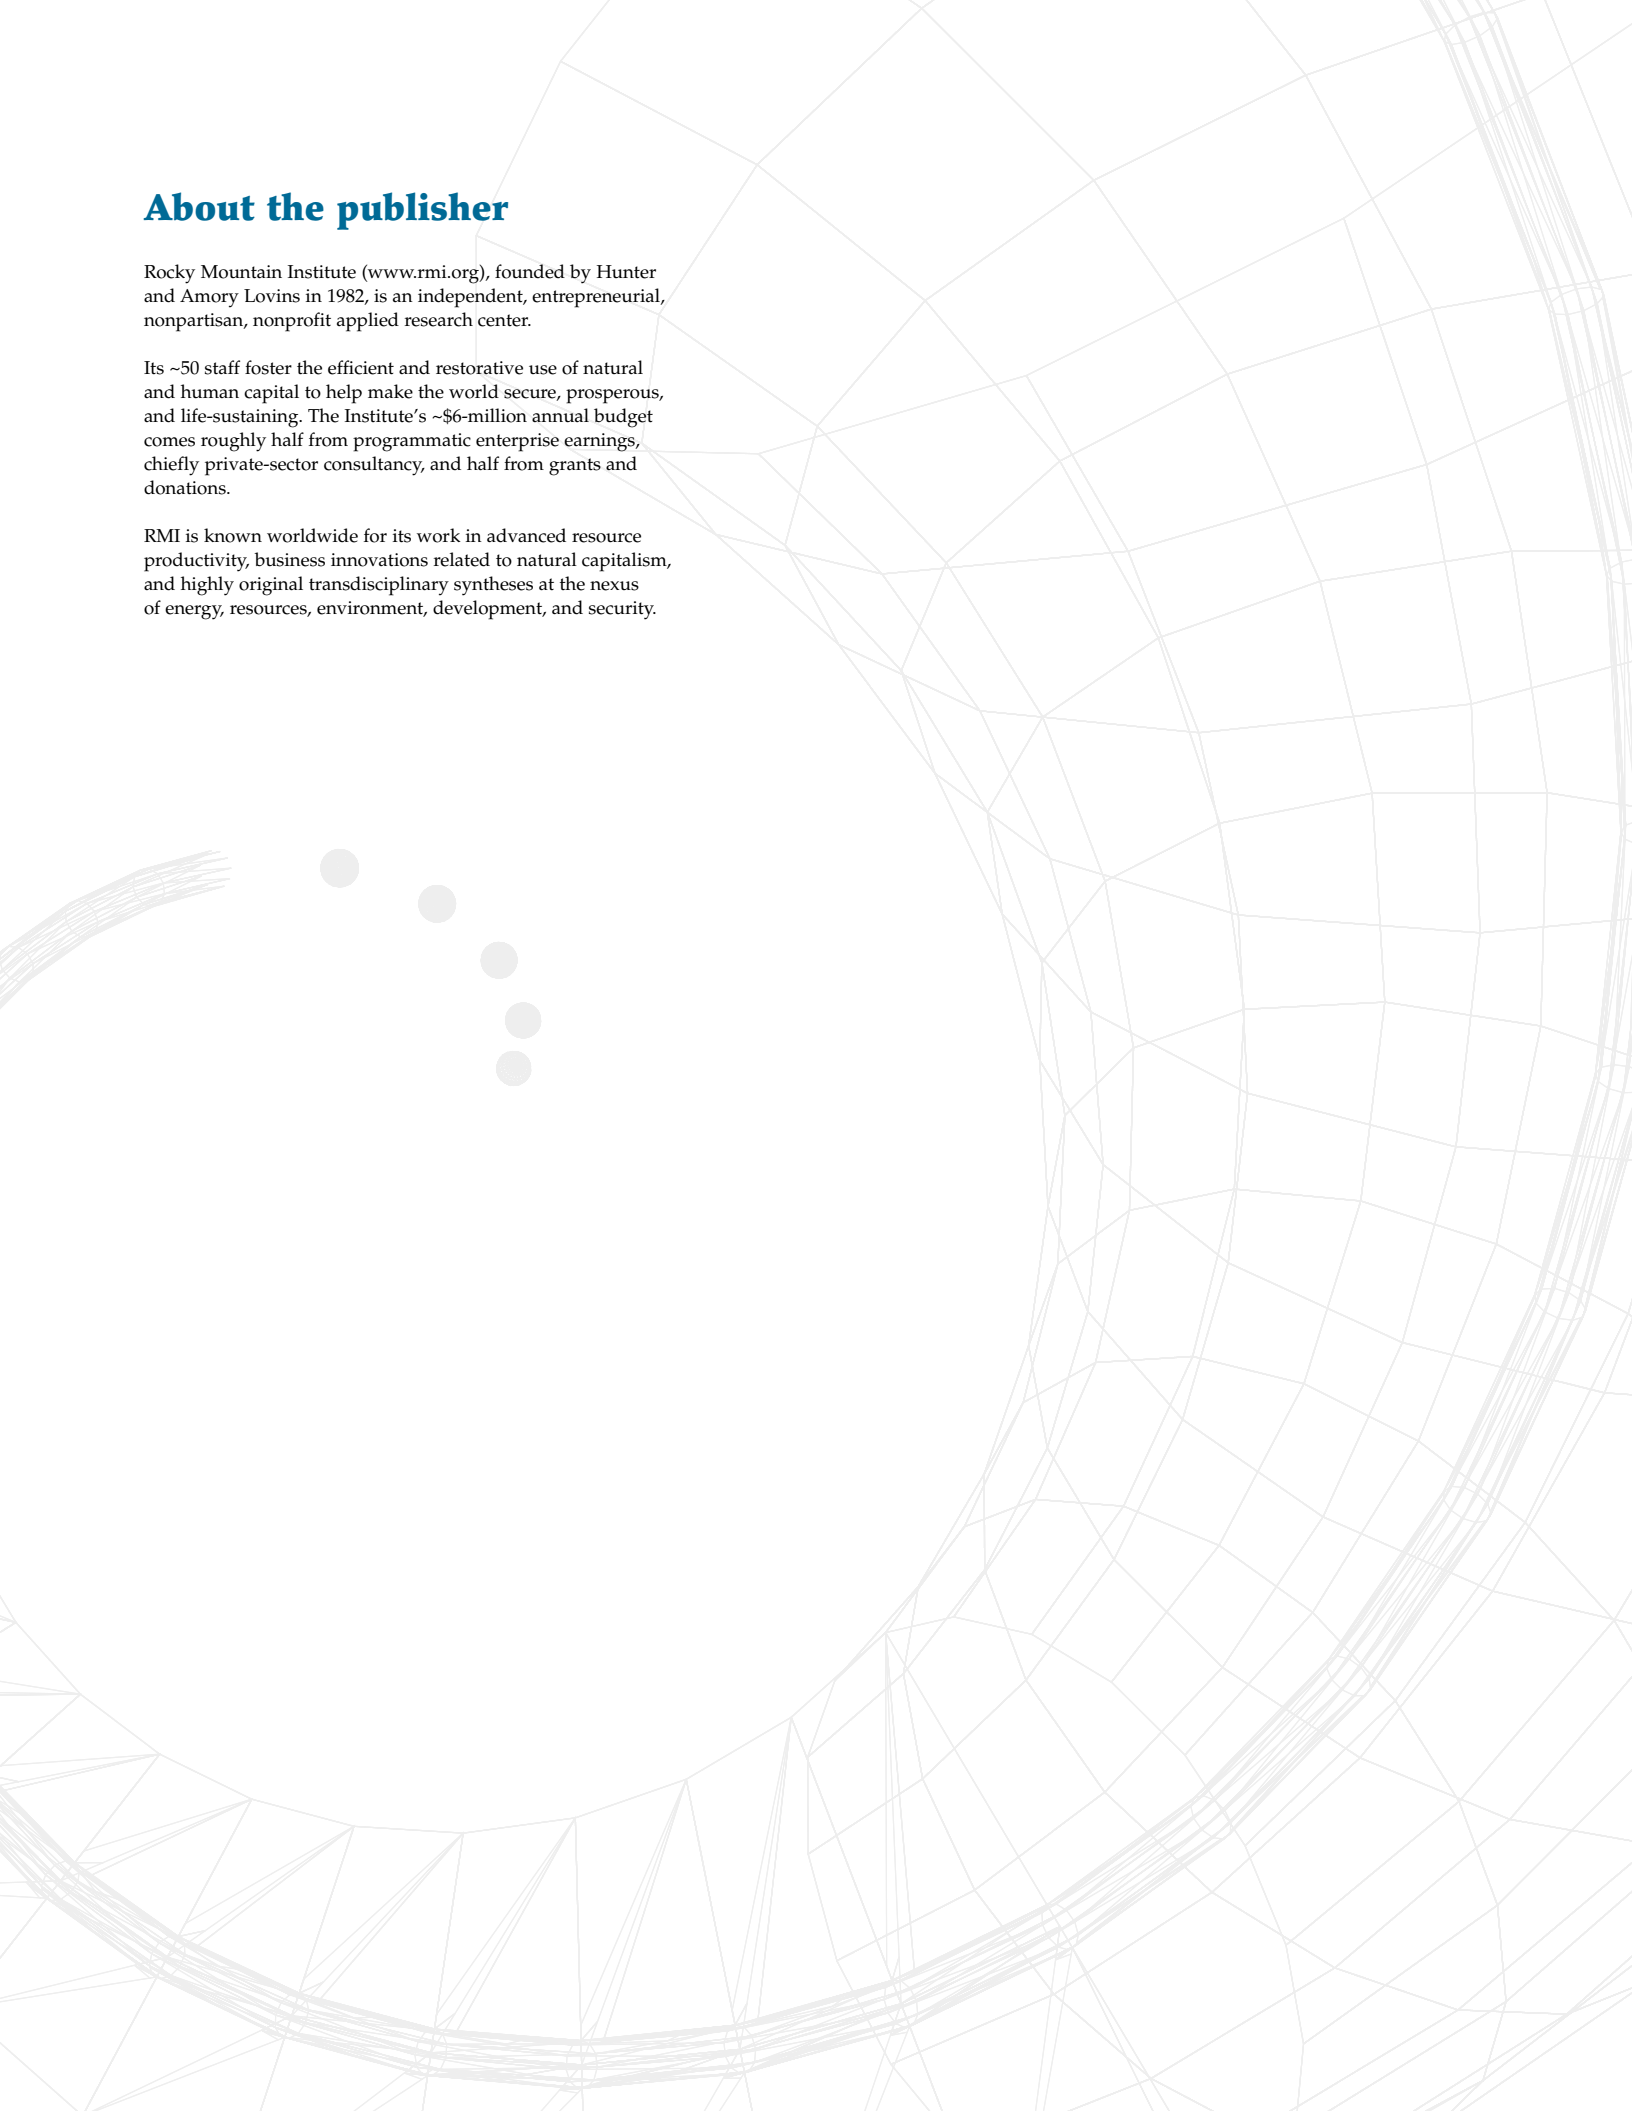 About the publisher
Rocky Mountain Institute (www.rmi.org), founded by Hunter
and Amory Lovins in 1982, is an independent, entrepreneurial,
nonpartisan, nonprofit applied research center.
Its ~50 staff foster the efficient and restorative use of natural
and human capital to help make the world secure, prosperous,
and life-sustaining. The Institute’s ~$6-million annual budget
comes roughly half from programmatic enterprise earnings,
chiefly private-sector consultancy, and half from grants and
donations.
RMI is known worldwide for its work in advanced resource
productivity, business innovations related to natural capitalism,
and highly original transdisciplinary syntheses at the nexus
of energy, resources, environment, development, and security.